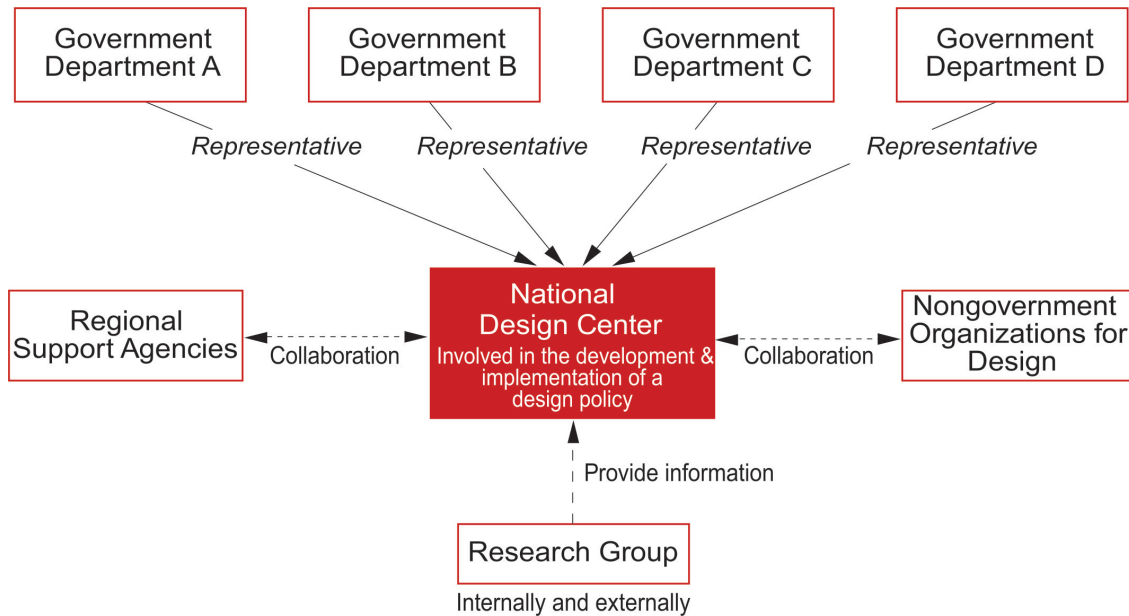 Government
Department A
Government
Department B
Government
Department C
Government
Department D
Representative
Representative
Representative
Representative
Regional
Support Agencies
Collaboration
National
Design Center
Involved in the development &
implementation of a
design policy
Collaboration
Nongovernment
Organizations for
Design
Provide information
Research Group
Internally and externally